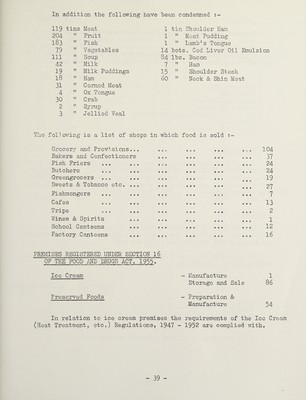 In addition the following have been condemned :-
119 tins Meat 1 tin Shoulder Ham
204 " Fruit 1 " Meat Pudding
183 " Fish 1 " Lamb's Tongue
79 " Vegetables 14 bots. Cod Liver Oil Emulsion
111 " Soup 84 lbs. Bacon
42 " Milk 7 " Ham
19 " Milk Puddings 15 " Shoulder Steak
18 " Ham 60 " Neck & Shin Meat
31 " Corned Meat
4 " Ox Tongue
30 " Crab
2 " Syrup
3 " Jellied Veal
The following is a list of shops in which food is sold :-
Grocery and Provisions... ... ... ... ... 104
Bakers and Confectioners ... ... ... ... 37
Fish Friers ... ... ... ... ... ... 24
Butchers ... ... ... ... ... ... 24
Greengrocers ... ... ... ... ... ... 19
Sweets & Tobacco etc. ... ... ... ... ... 27
Fishmongers ... ... ... ... ... ... 7
Cafes ... ... ... ... ... ... 13
Tripe ... ... ... ... ... ... 2
Wines & Spirits ... ... ... ... ... 1
School Canteens ... ... ... ... ... 12
Factory Canteens ... ... ... ... ... 16
PREMISES REGISTERED UNDER SECTION 16
OF THE FOOD AND DRUGS ACT, 1955.
Ice Cream - Manufacture 1
Storage and Sale 86
Preserved Foods - Preparation &
Manufacture 54
In relation to ice cream premises the requirements of the Ice Cream
(Heat Treatment, etc.) Regulations, 1947 - 1952 are complied with.
- 39 -